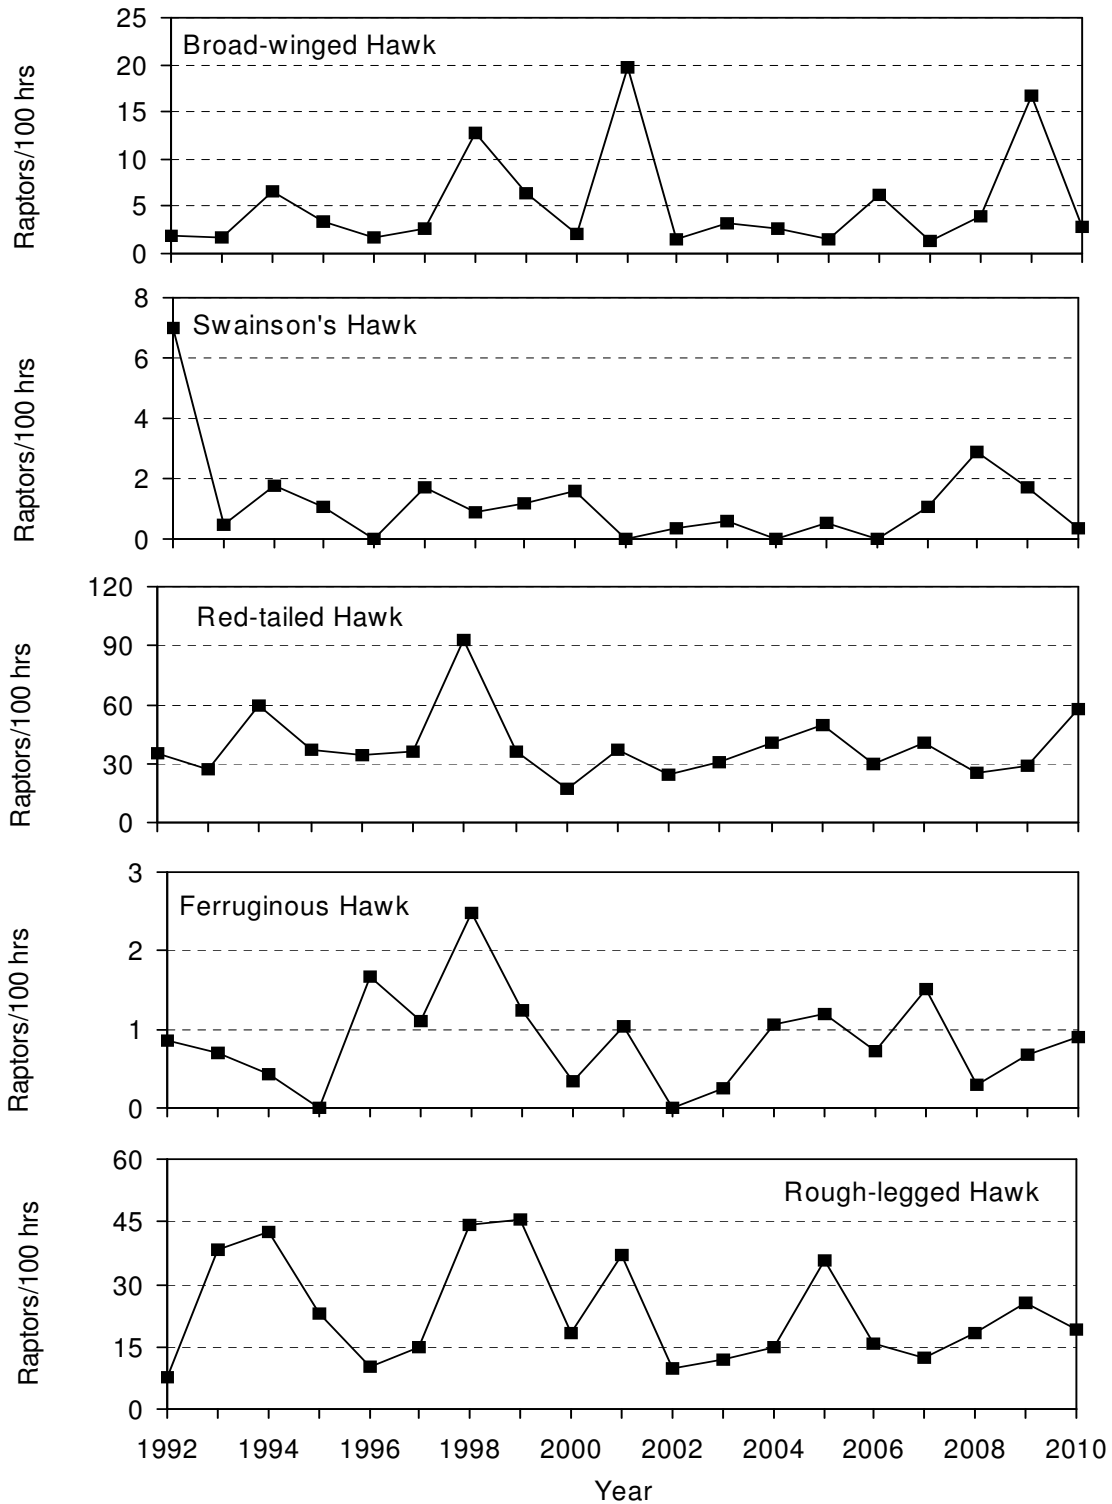 25
Broad-winged Hawk
20
15
10
5
0
Raptors/100 hrs
8
Swainson's Hawk
6
4
2
0
Raptors/100 hrs
120
Red-tailed Hawk
90
60
30
0
Raptors/100 hrs
3
Ferruginous Hawk
2
1
0
Raptors/100 hrs
60
Rough-legged Hawk
45
30
15
0
Raptors/100 hrs
1992 1994 1996 1998 2000 2002 2004 2006 2008 2010
Year